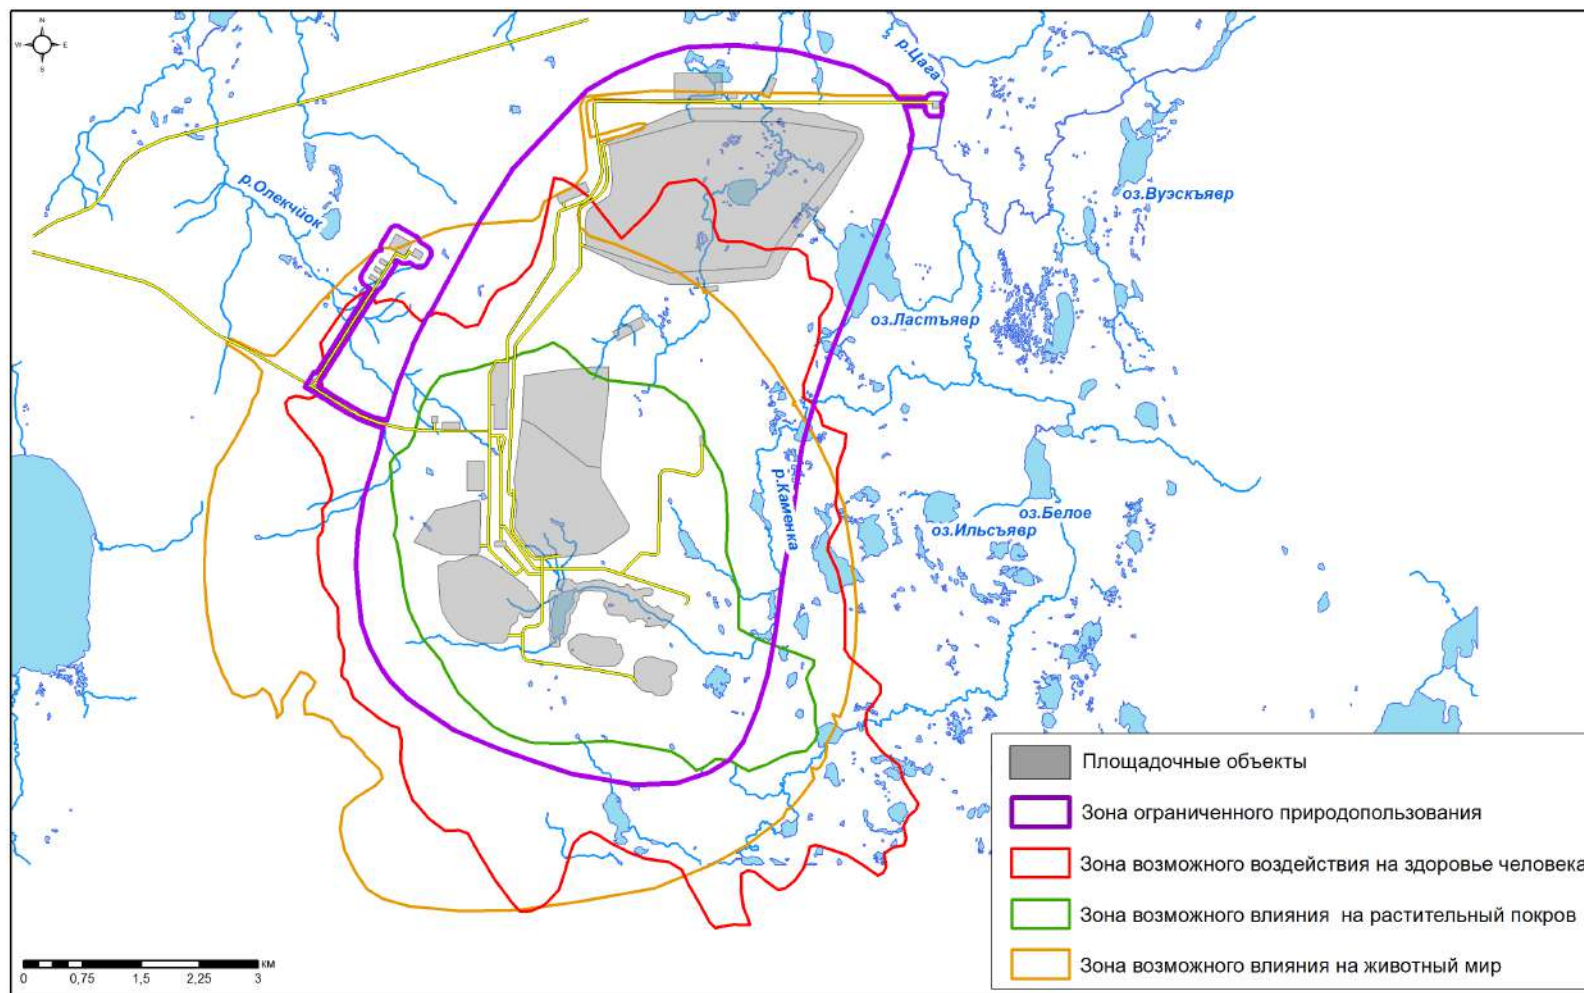 N
W E
S
р.Цага
оз.Вуэскъявр
р.Олекчйок
оз.Ластъявр
р.Каменка
оз.Белое
оз.Ильсъявр
Площадочные объекты
Зона ограниченного природопользования
Зона возможного воздействия на здоровье человека
Зона возможного влияния на растительный покров
Зона возможного влияния на животный мир
км
0 0,75 1,5 2,25 3